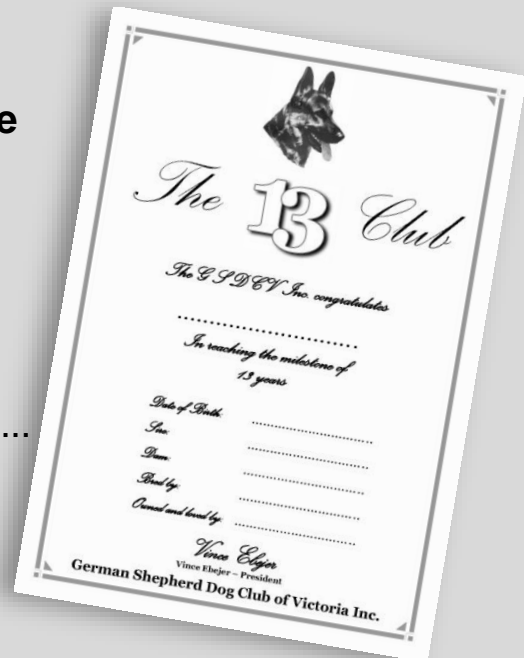 e
...
The 13 Club
The G S D C V Inc. congratulates
..............................
In reaching the milestone of
13 years
Date of Birth: ..............................
Sire: ..............................
Dam: ..............................
Bred by: ..............................
Owned and loved by: ..............................
Vince Ebejer
Vince Ebejer – President
German Shepherd Dog Club of Victoria Inc.